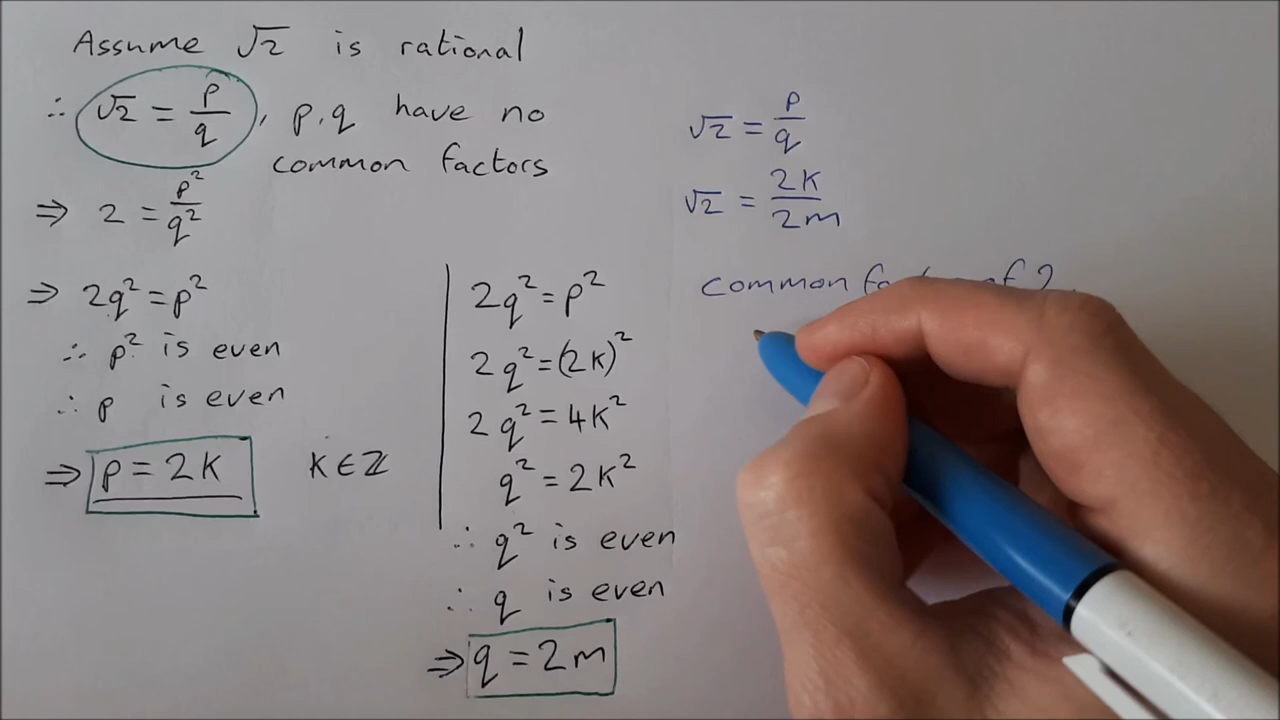 Assume √2 is rational
∴ √2 = p/q, p,q have no
common factors
⇒ 2 = p²/q²
⇒ 2q² = p²
∴ p² is even
∴ p is even
⇒ p = 2k k ∈ ℤ
2q² = p²
2q² = (2k)²
2q² = 4k²
q² = 2k²
∴ q² is even
∴ q is even
⇒ q = 2m
√2 = p/q
√2 = 2k/2m
common of 2